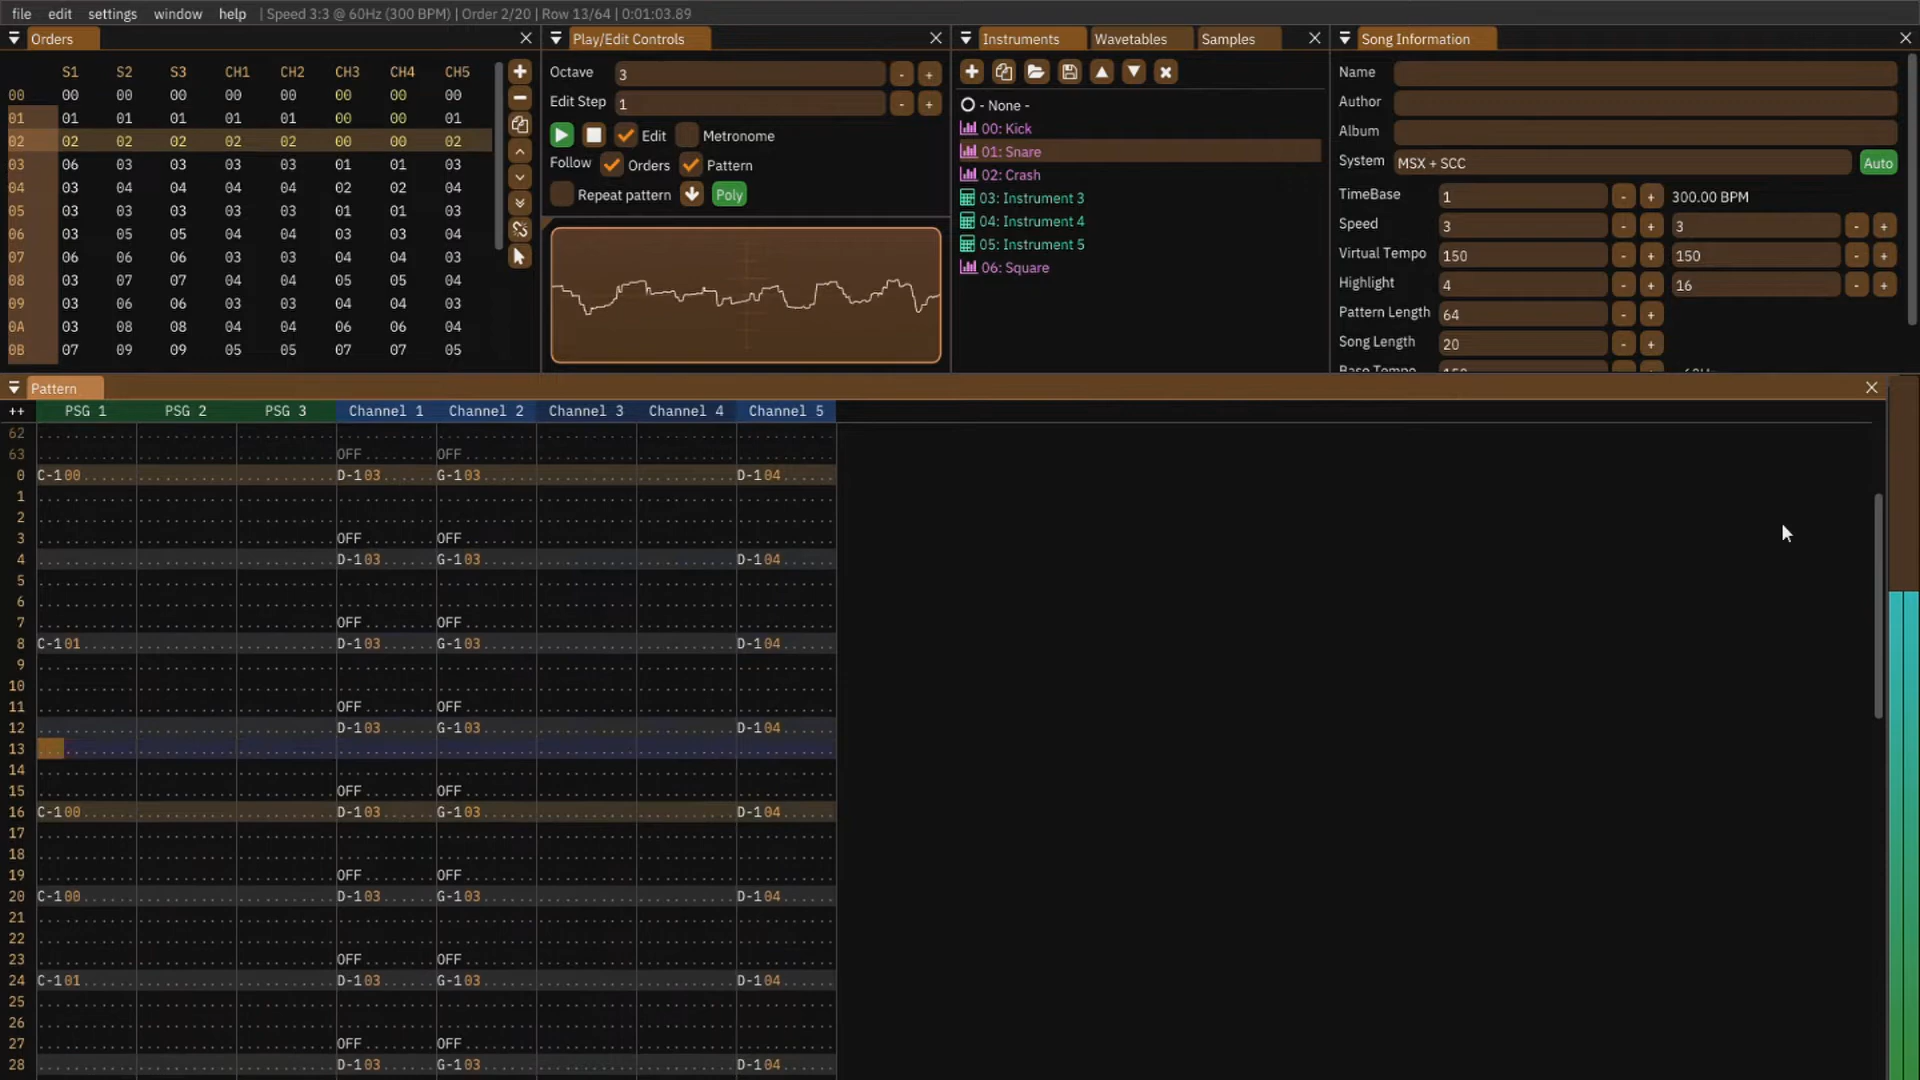 file edit settings window help | Speed 3:3 @ 60Hz (300 BPM) | Order 2/20 | Row 13/64 | 0:01:03.89
Orders
S1 S2 S3 CH1 CH2 CH3 CH4 CH5
00 00 00 00 00 00 00 00 00
01 01 01 01 01 01 00 00 01
02 02 02 02 02 02 00 00 02
03 06 03 03 03 03 01 01 03
04 03 04 04 04 04 02 02 04
05 03 03 03 03 03 01 01 03
06 03 05 05 04 04 03 03 04
07 06 06 06 03 03 04 04 03
08 03 07 07 04 04 05 05 04
09 03 06 06 03 03 04 04 03
0A 03 08 08 04 04 06 06 04
0B 07 09 09 05 05 07 07 05
Play/Edit Controls
Octave 3 - +
Edit Step 1 - +
Edit Metronome
Follow Orders Pattern
Repeat pattern Poly
Instruments Wavetables Samples
- None -
00: Kick
01: Snare
02: Crash
03: Instrument 3
04: Instrument 4
05: Instrument 5
06: Square
Song Information
Name
Author
Album
System MSX + SCC Auto
TimeBase 1 - + 300.00 BPM
Speed 3 - + 3 - +
Virtual Tempo 150 150 - +
Highlight 4 16 - +
Pattern Length 64 - +
Song Length 20 - +
Pattern
++ PSG 1 PSG 2 PSG 3 Channel 1 Channel 2 Channel 3 Channel 4 Channel 5
62
63 OFF OFF
0 C-100 D-103 G-103 D-104
1
2
3 OFF OFF
4 D-103 G-103 D-104
5
6
7 OFF OFF
8 C-101 D-103 G-103 D-104
9
10
11 OFF OFF
12 D-103 G-103 D-104
13
14
15 OFF OFF
16 C-100 D-103 G-103 D-104
17
18
19 OFF OFF
20 C-100 D-103 G-103 D-104
21
22
23 OFF OFF
24 C-101 D-103 G-103 D-104
25
26
27 OFF OFF
28 D-103 G-103 D-104